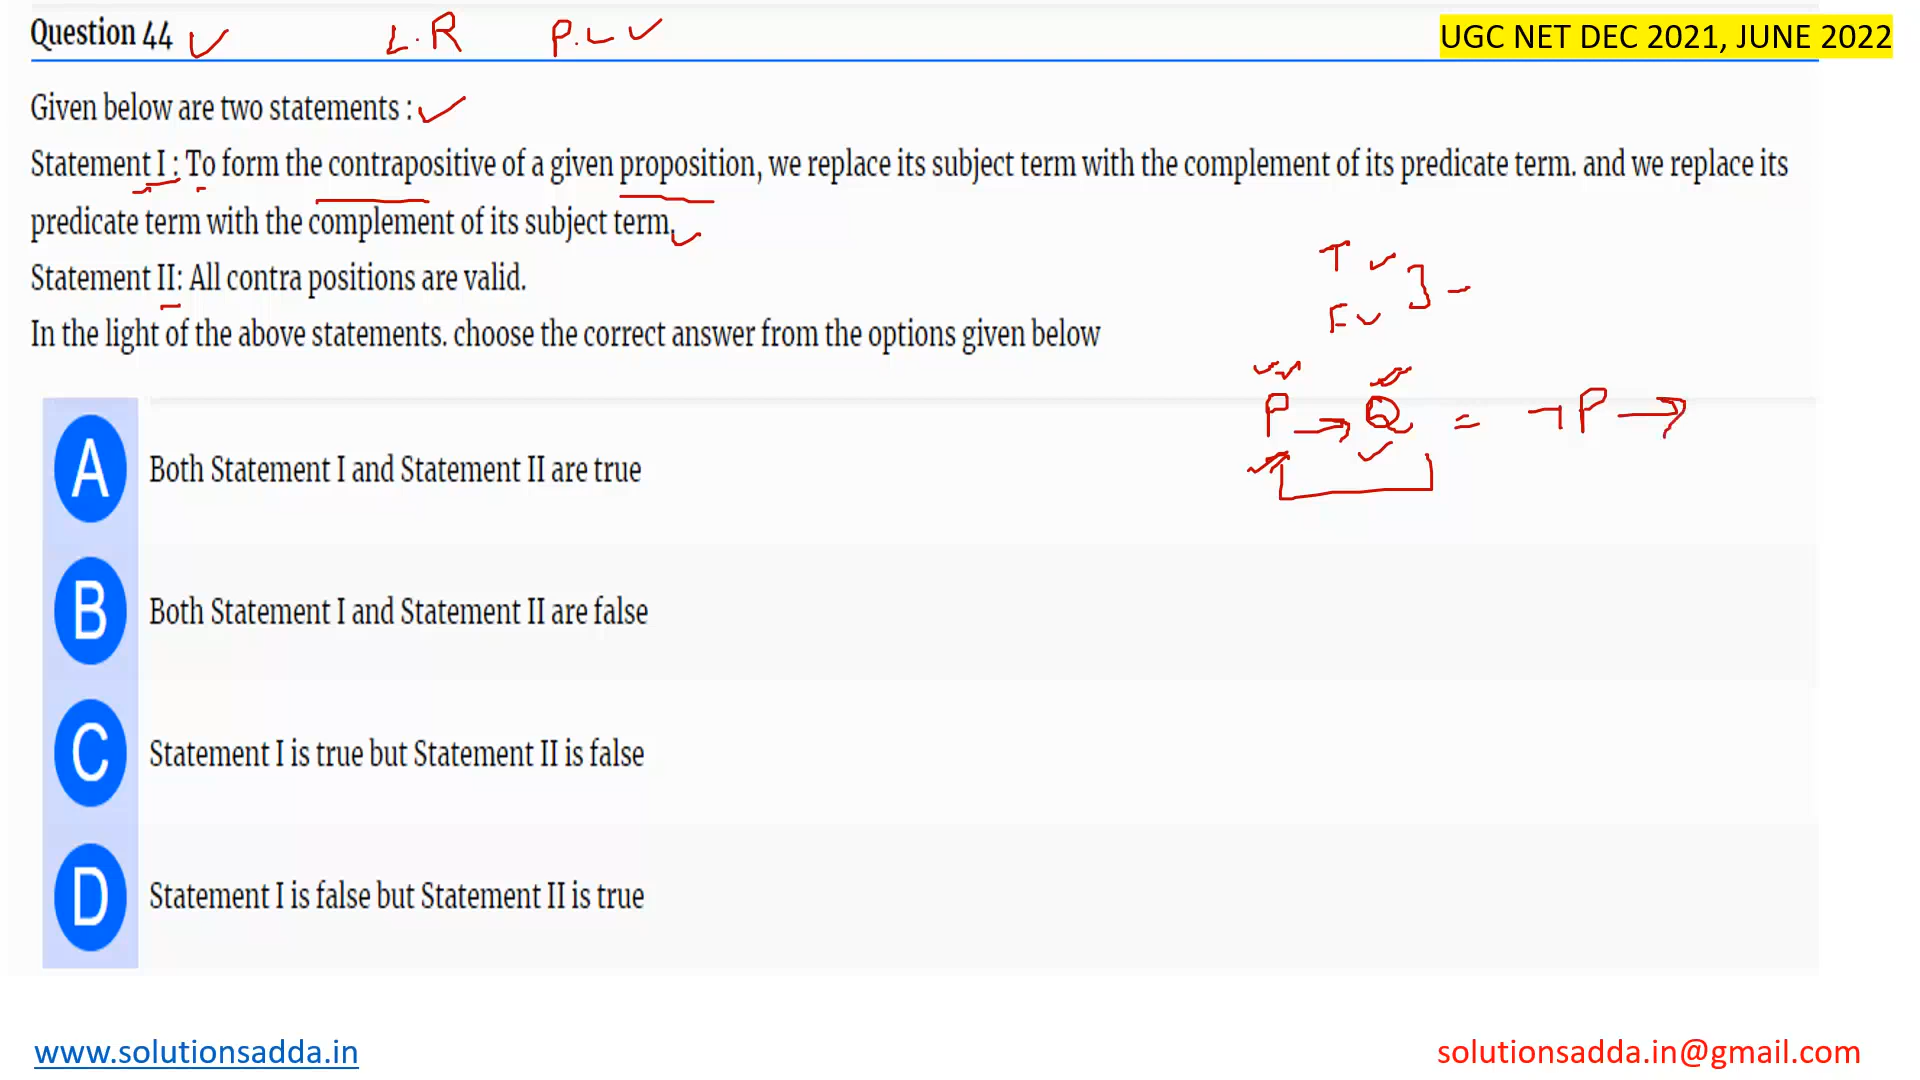 Question 44 L.R P.L
UGC NET DEC 2021, JUNE 2022
Given below are two statements :
Statement I : To form the contrapositive of a given proposition, we replace its subject term with the complement of its predicate term. and we replace its
predicate term with the complement of its subject term.
Statement II: All contra positions are valid.
In the light of the above statements. choose the correct answer from the options given below
T
F
P → Q = ¬ P →
A Both Statement I and Statement II are true
B Both Statement I and Statement II are false
C Statement I is true but Statement II is false
D Statement I is false but Statement II is true
www.solutionsadda.in
solutionsadda.in@gmail.com